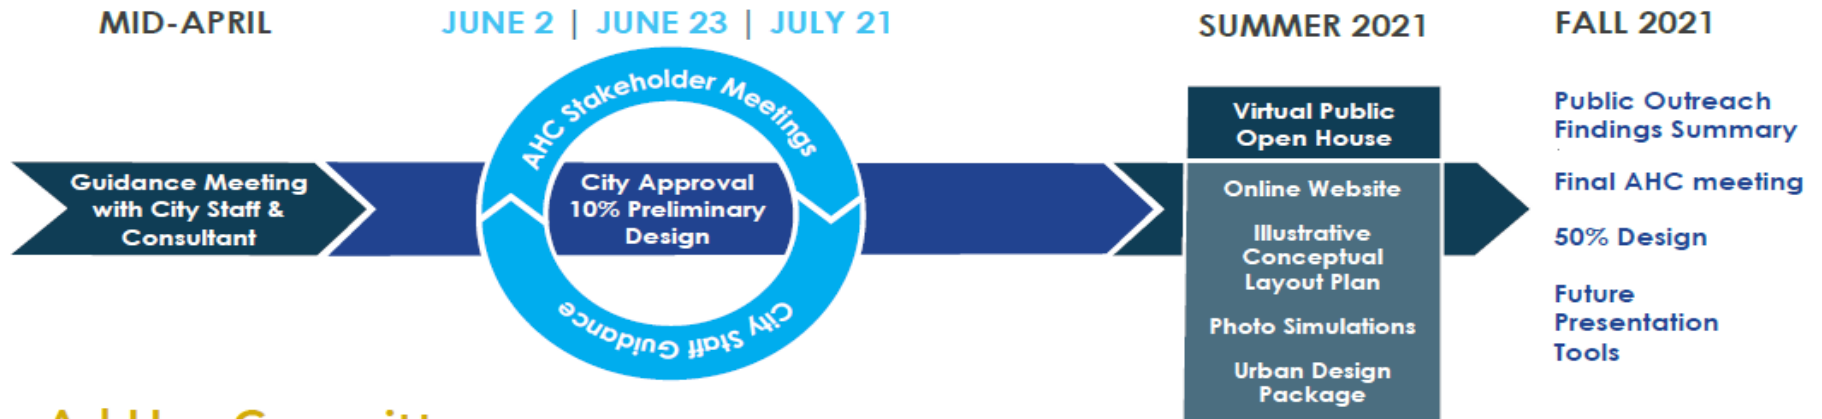 MID-APRIL
JUNE 2 | JUNE 23 | JULY 21
SUMMER 2021
FALL 2021
Guidance Meeting
with City Staff &
Consultant
AHC Stakeholder Meetings
City Approval
10% Preliminary
Design
City Staff Guidance
Virtual Public
Open House
Online Website
Illustrative
Conceptual
Layout Plan
Photo Simulations
Urban Design
Package
Public Outreach
Findings Summary
Final AHC meeting
50% Design
Future
Presentation
Tools